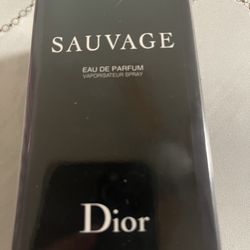 SAUVAGE
EAU DE PARFUM
VAPORISATEUR SPRAY
Dior